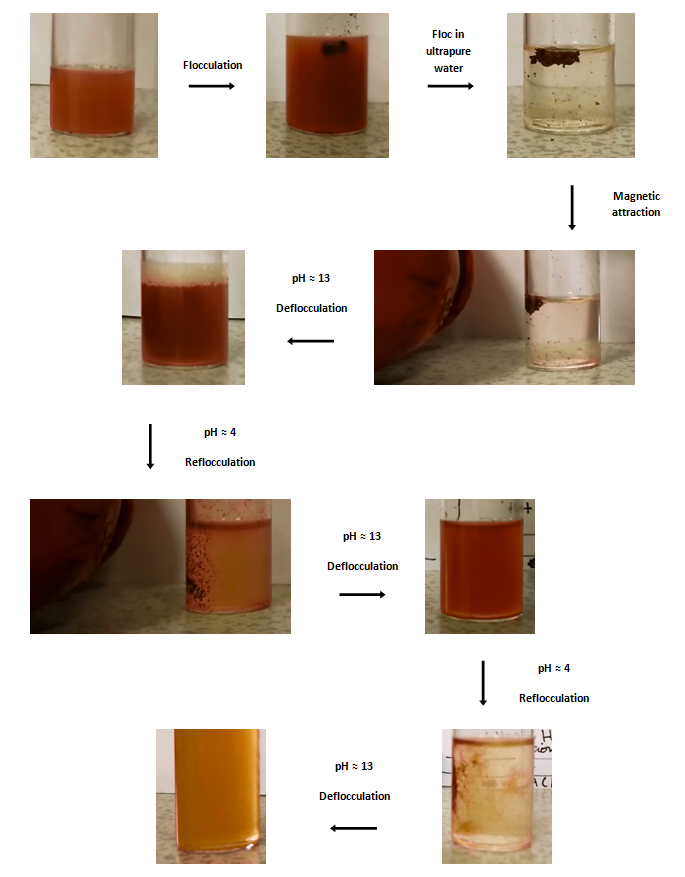 Flocculation
Floc in
ultrapure
water
Magnetic
attraction
pH ≈ 13
Deflocculation
pH ≈ 4
Reflocculation
pH ≈ 13
Deflocculation
pH ≈ 4
Reflocculation
pH ≈ 13
Deflocculation